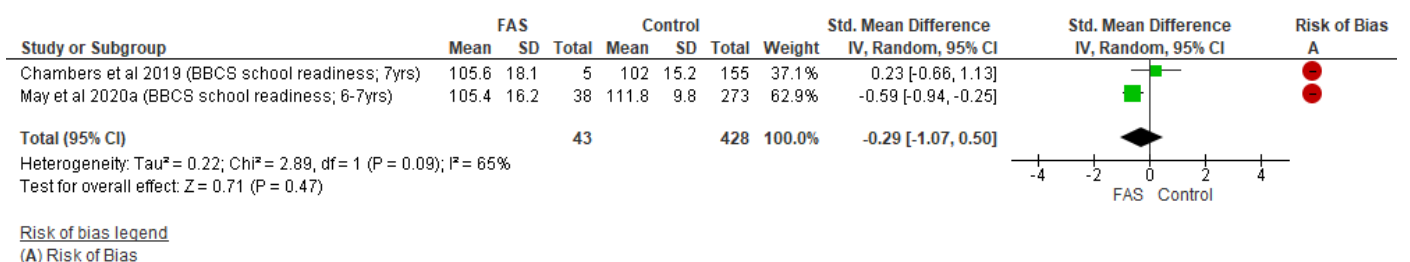 FAS Control Std. Mean Difference Std. Mean Difference Risk of Bias
Study or Subgroup Mean SD Total Mean SD Total Weight IV, Random, 95% CI IV, Random, 95% CI A
Chambers et al 2019 (BBCS school readiness; 7yrs) 105.6 18.1 5 102 15.2 155 37.1% 0.23 [-0.66, 1.13]
May et al 2020a (BBCS school readiness; 6-7yrs) 105.4 16.2 38 111.8 9.8 273 62.9% -0.59 [-0.94, -0.25]
Total (95% CI) 43 428 100.0% -0.29 [-1.07, 0.50]
Heterogeneity: Tau² = 0.22; Chi² = 2.89, df = 1 (P = 0.09); I² = 65%
Test for overall effect: Z = 0.71 (P = 0.47)
-4 -2 0 2 4
FAS Control
Risk of bias legend
(A) Risk of Bias